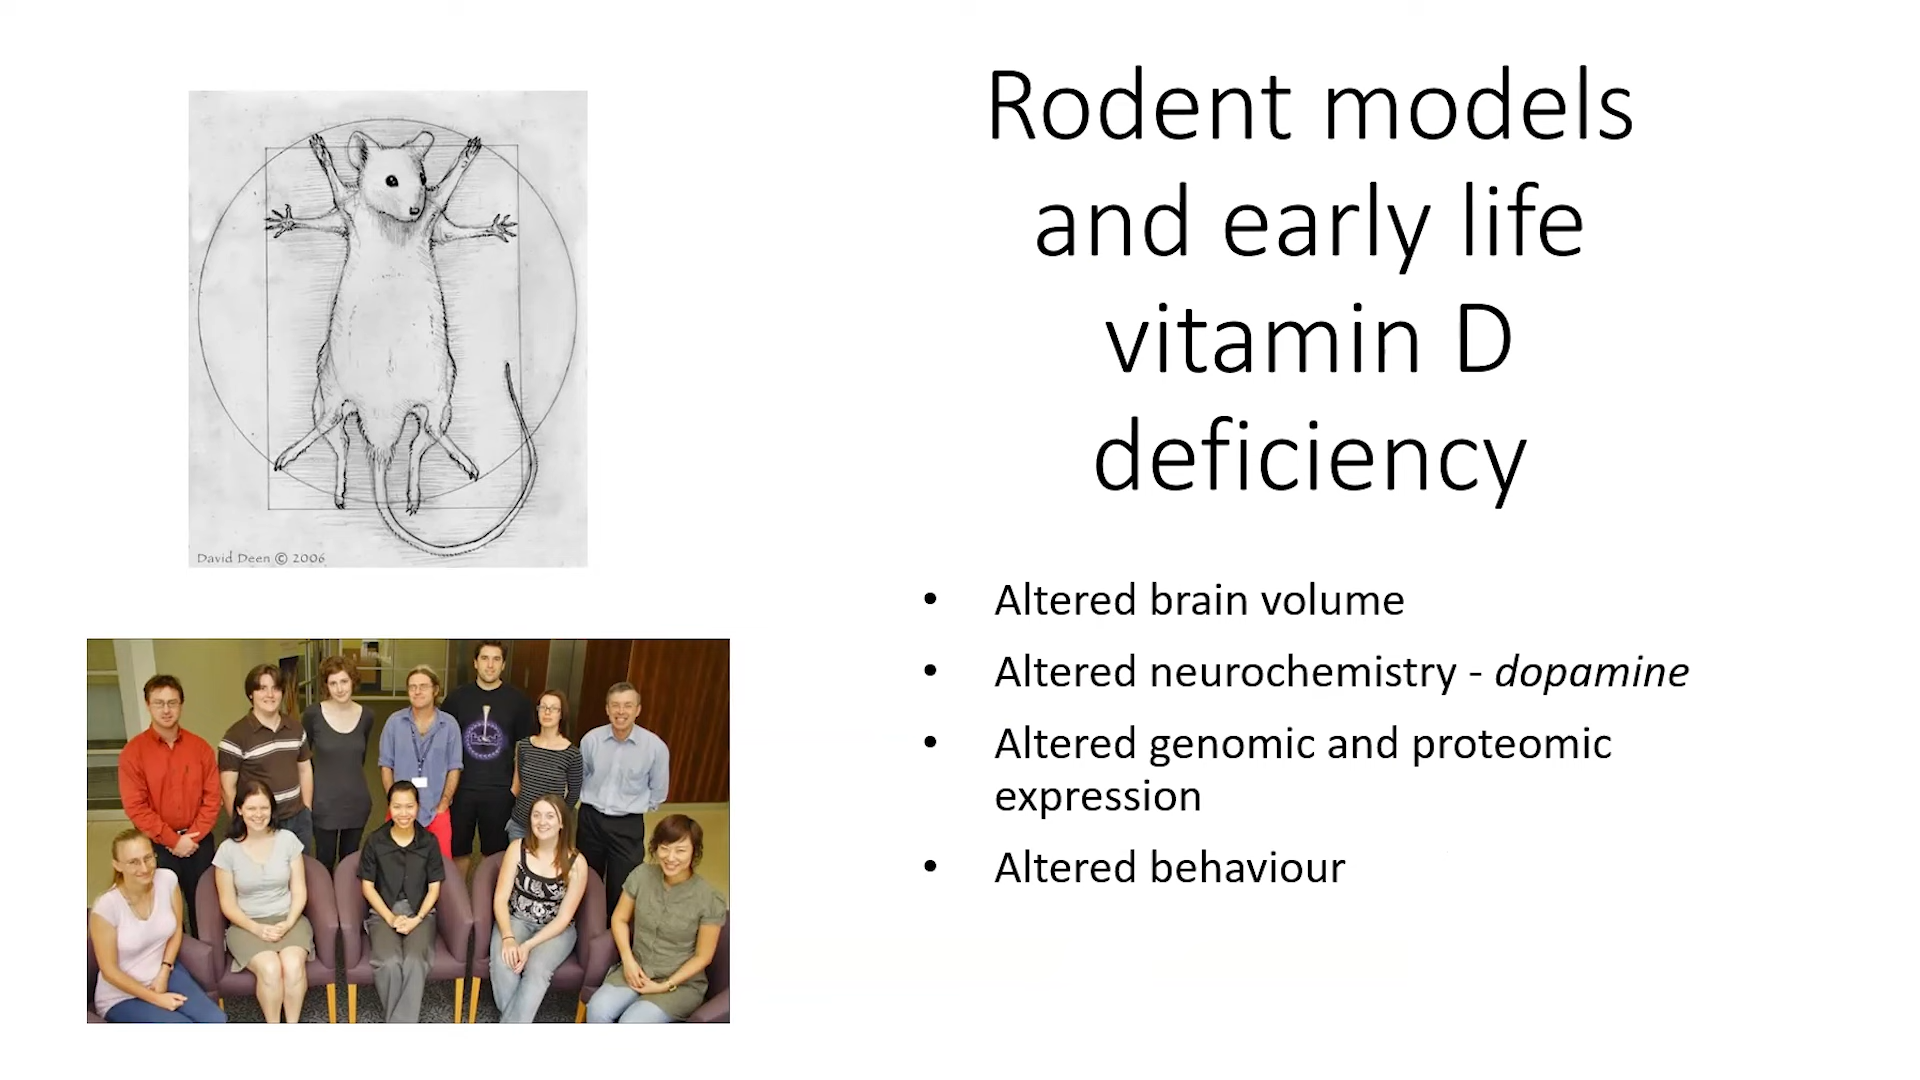 Rodent models
and early life
vitamin D
deficiency
David Deen © 2006
• Altered brain volume
• Altered neurochemistry - dopamine
• Altered genomic and proteomic
expression
• Altered behaviour